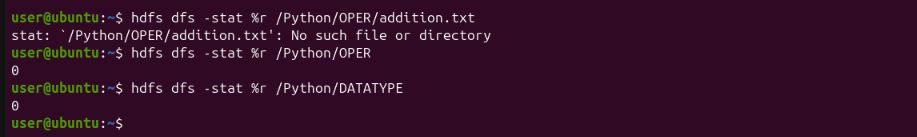 user@ubuntu:~$ hdfs dfs -stat %r /Python/OPER/addition.txt
stat: `/Python/OPER/addition.txt': No such file or directory
user@ubuntu:~$ hdfs dfs -stat %r /Python/OPER
0
user@ubuntu:~$ hdfs dfs -stat %r /Python/DATATYPE
0
user@ubuntu:~$